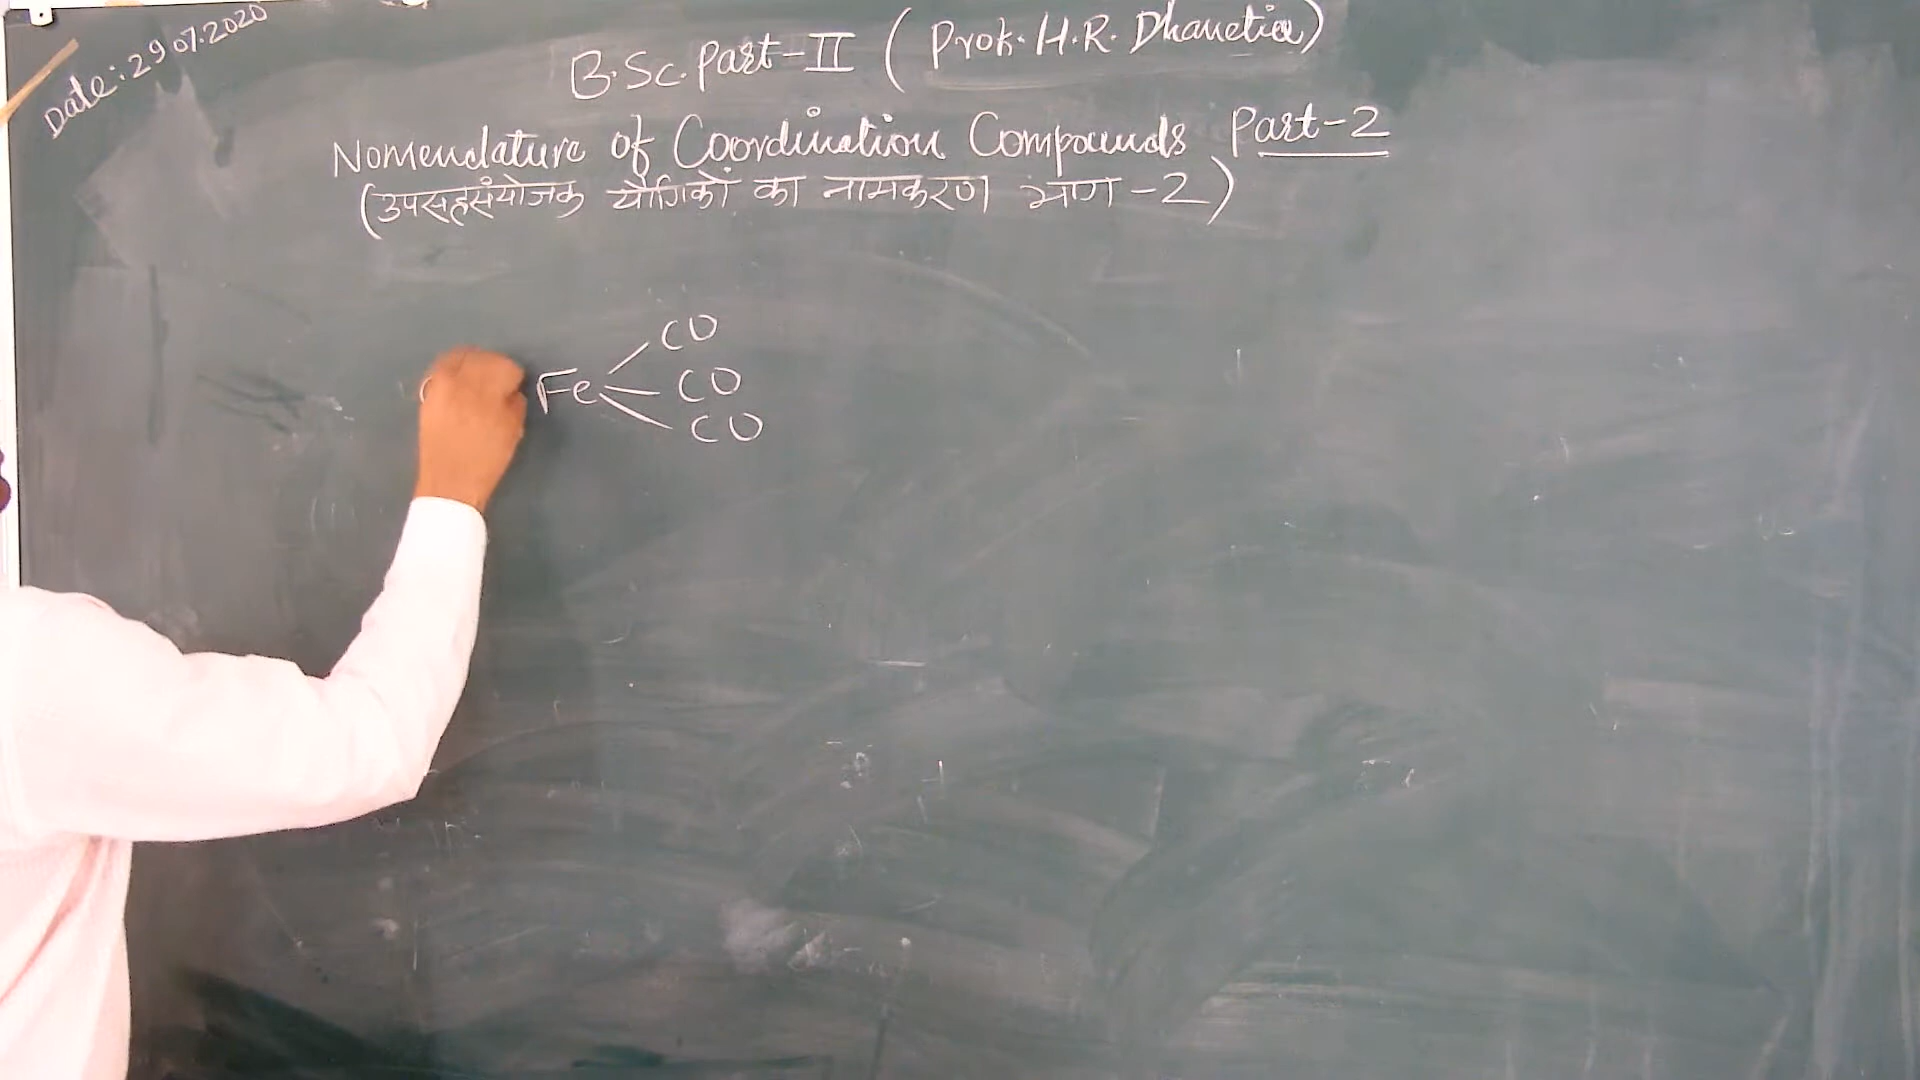 Date: 29.07.2020
B.Sc. Part-II ( Prof. H.R. Dhanetia)
Nomenclature of Coordination Compounds Part-2
(उपसहसंयोजक यौगिकों का नामकरण भाग -2)
CO
Fe CO
CO